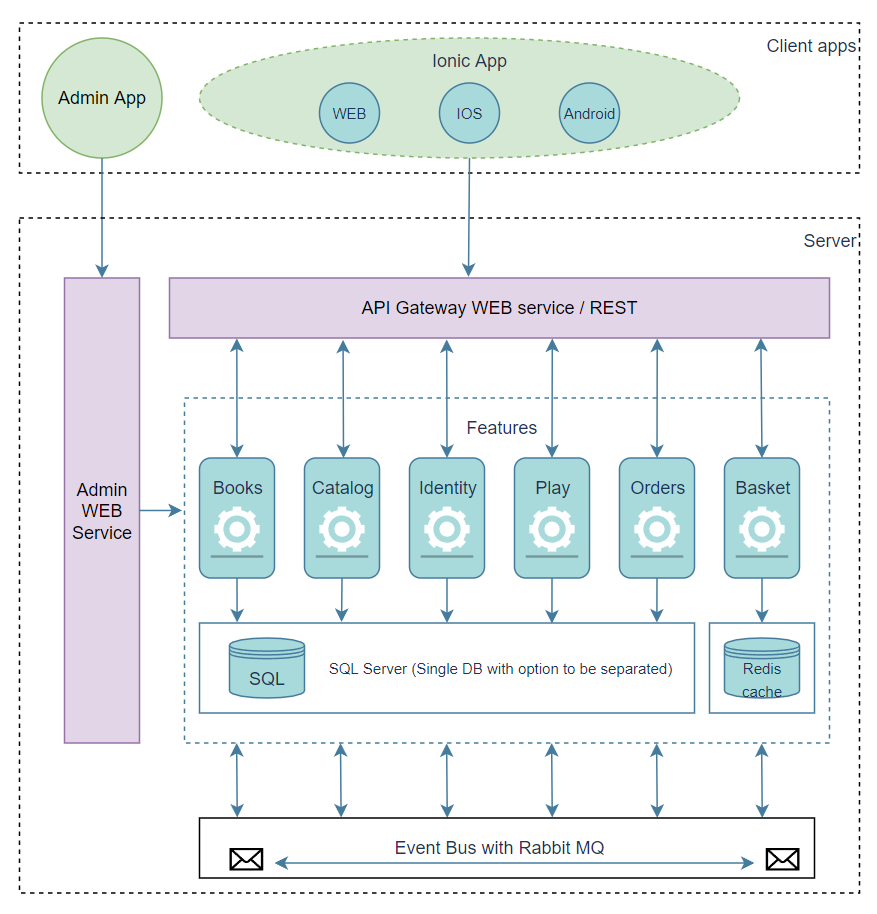 Client apps
Admin App
Ionic App
WEB
IOS
Android
Server
API Gateway WEB service / REST
Features
Books
Catalog
Identity
Play
Orders
Basket
Admin
WEB
Service
SQL
SQL Server (Single DB with option to be separated)
Redis
cache
Event Bus with Rabbit MQ